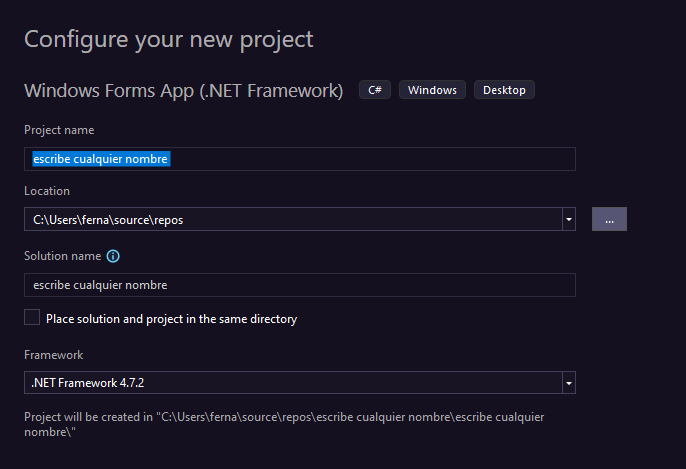 Configure your new project
Windows Forms App (.NET Framework) C# Windows Desktop
Project name
escribe cualquier nombre
Location
C:\Users\ferna\source\repos
...
Solution name
escribe cualquier nombre
Place solution and project in the same directory
Framework
.NET Framework 4.7.2
Project will be created in "C:\Users\ferna\source\repos\escribe cualquier nombre\escribe cualquier
nombre\"